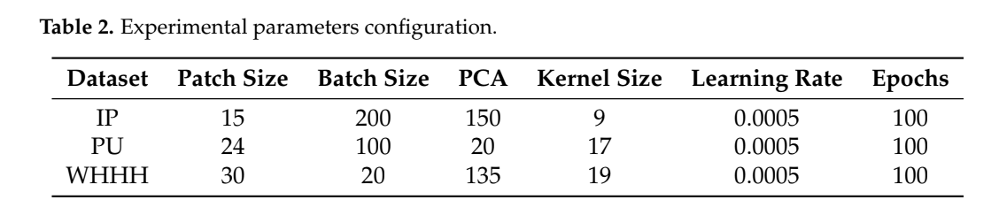 Table 2. Experimental parameters configuration.
Dataset Patch Size Batch Size PCA Kernel Size Learning Rate Epochs
IP 15 200 150 9 0.0005 100
PU 24 100 20 17 0.0005 100
WHHH 30 20 135 19 0.0005 100